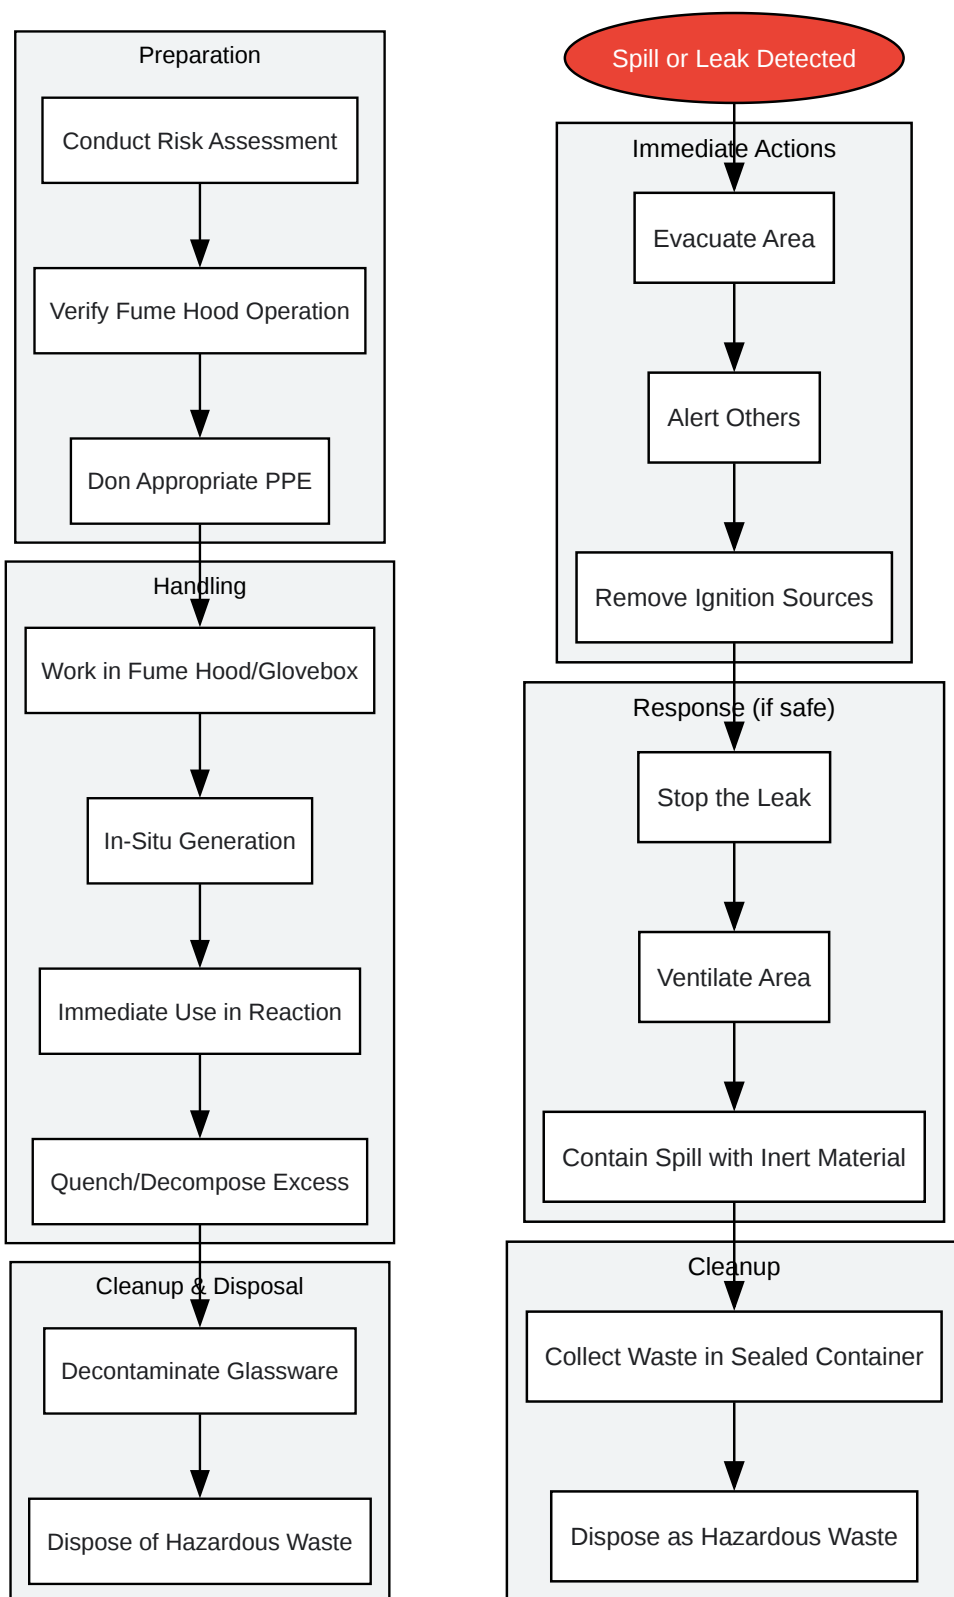 Preparation
Conduct Risk Assessment
Verify Fume Hood Operation
Don Appropriate PPE
Handling
Work in Fume Hood/Glovebox
In-Situ Generation
Immediate Use in Reaction
Quench/Decompose Excess
Cleanup & Disposal
Decontaminate Glassware
Dispose of Hazardous Waste
Spill or Leak Detected
Immediate Actions
Evacuate Area
Alert Others
Remove Ignition Sources
Response (if safe)
Stop the Leak
Ventilate Area
Contain Spill with Inert Material
Cleanup
Collect Waste in Sealed Container
Dispose as Hazardous Waste